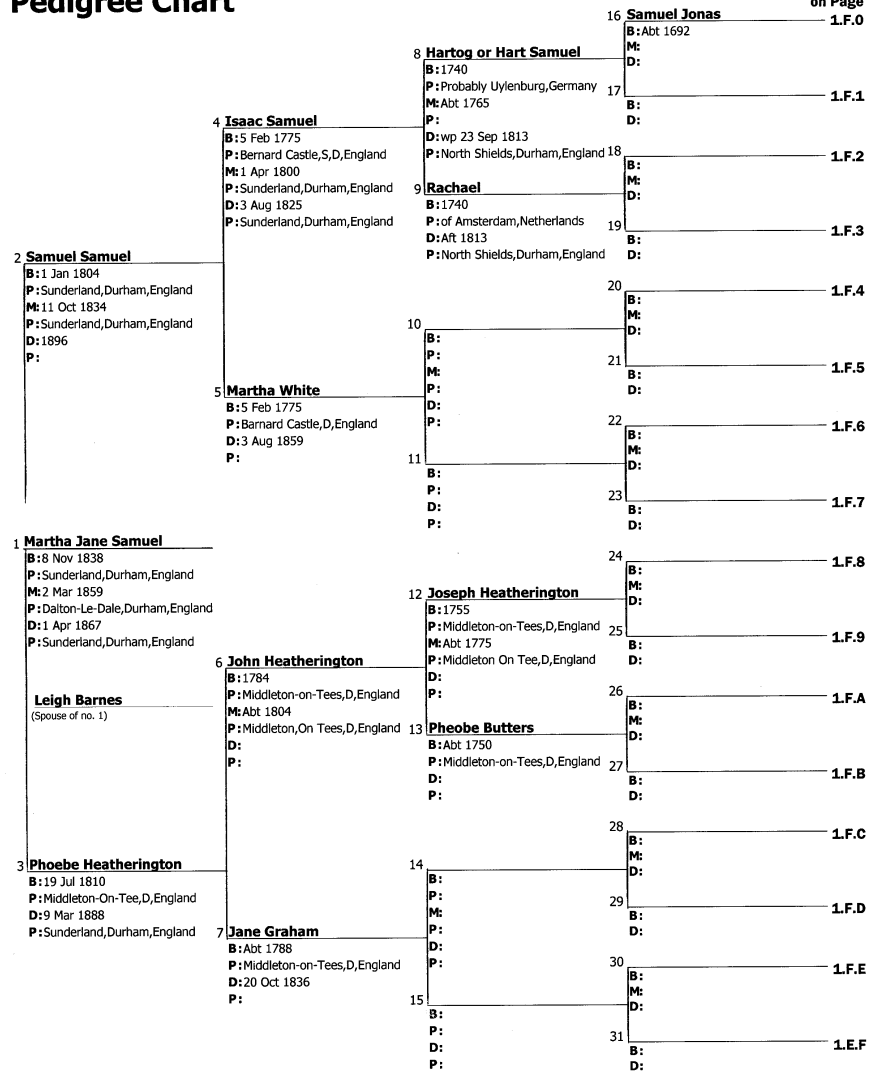 Pedigree Chart
on Page
16 Samuel Jonas
1.F.0
B:Abt 1692
M:
D:
8 Hartog or Hart Samuel
B:1740
P:Probably Uylenburg,Germany
M:Abt 1765
P:
D:wp 23 Sep 1813
P:North Shields,Durham,England
17
1.F.1
B:
D:
4 Isaac Samuel
B:5 Feb 1775
P:Bernard Castle,S,D,England
M:1 Apr 1800
P:Sunderland,Durham,England
D:3 Aug 1825
P:Sunderland,Durham,England
18
1.F.2
B:
M:
D:
9 Rachael
B:1740
P:of Amsterdam,Netherlands
D:Aft 1813
P:North Shields,Durham,England
19
1.F.3
B:
D:
2 Samuel Samuel
B:1 Jan 1804
P:Sunderland,Durham,England
M:11 Oct 1834
P:Sunderland,Durham,England
D:1896
P:
20
1.F.4
B:
M:
D:
10
B:
P:
M:
P:
D:
P:
21
1.F.5
B:
D:
5 Martha White
B:5 Feb 1775
P:Barnard Castle,D,England
D:3 Aug 1859
P:
22
1.F.6
B:
M:
D:
11
B:
P:
D:
P:
23
1.F.7
B:
D:
1 Martha Jane Samuel
B:8 Nov 1838
P:Sunderland,Durham,England
M:2 Mar 1859
P:Dalton-Le-Dale,Durham,England
D:1 Apr 1867
P:Sunderland,Durham,England
24
1.F.8
B:
M:
D:
12 Joseph Heatherington
B:1755
P:Middleton-on-Tees,D,England
M:Abt 1775
P:Middleton On Tee,D,England
D:
P:
25
1.F.9
B:
D:
6 John Heatherington
B:1784
P:Middleton-on-Tees,D,England
M:Abt 1804
P:Middleton,On Tees,D,England
D:
P:
Leigh Barnes
(Spouse of no. 1)
26
1.F.A
B:
M:
D:
13 Pheobe Butters
B:Abt 1750
P:Middleton-on-Tees,D,England
D:
P:
27
1.F.B
B:
D:
28
1.F.C
B:
M:
D:
3 Phoebe Heatherington
B:19 Jul 1810
P:Middleton-On-Tee,D,England
D:9 Mar 1888
P:Sunderland,Durham,England
14
B:
P:
M:
P:
D:
P:
29
1.F.D
B:
D:
7 Jane Graham
B:Abt 1788
P:Middleton-on-Tees,D,England
D:20 Oct 1836
P:
30
1.F.E
B:
M:
D:
15
B:
P:
D:
P:
31
1.E.F
B:
D: